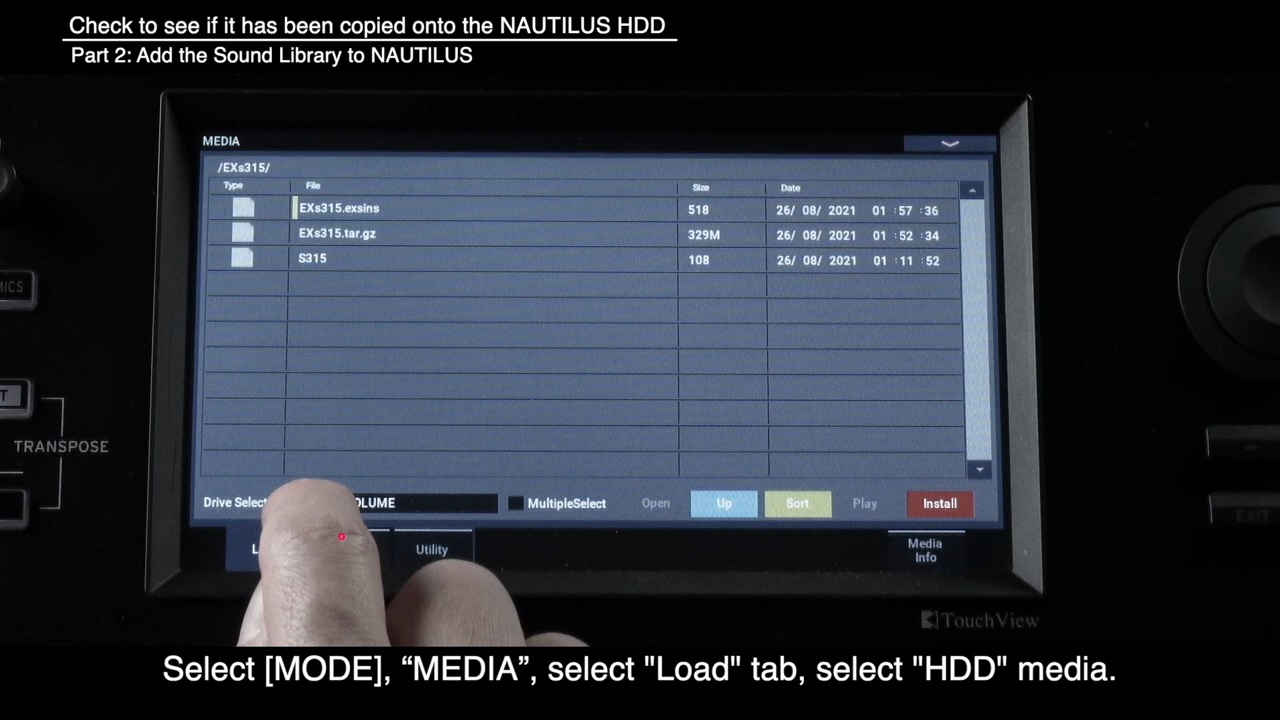 Check to see if it has been copied onto the NAUTILUS HDD
Part 2: Add the Sound Library to NAUTILUS
MEDIA
/EXs315/
Type File Size Date
EXs315.exsins 518 26/ 08/ 2021 01 :57 :36
EXs315.tar.gz 329M 26/ 08/ 2021 01 :52 :34
S315 108 26/ 08/ 2021 01 :11 :52
Drive Select MultipleSelect Open Up Sort Play Install
Utility Media
Info
TRANSPOSE
EXIT
TouchView
Select [MODE], “MEDIA”, select "Load" tab, select "HDD" media.